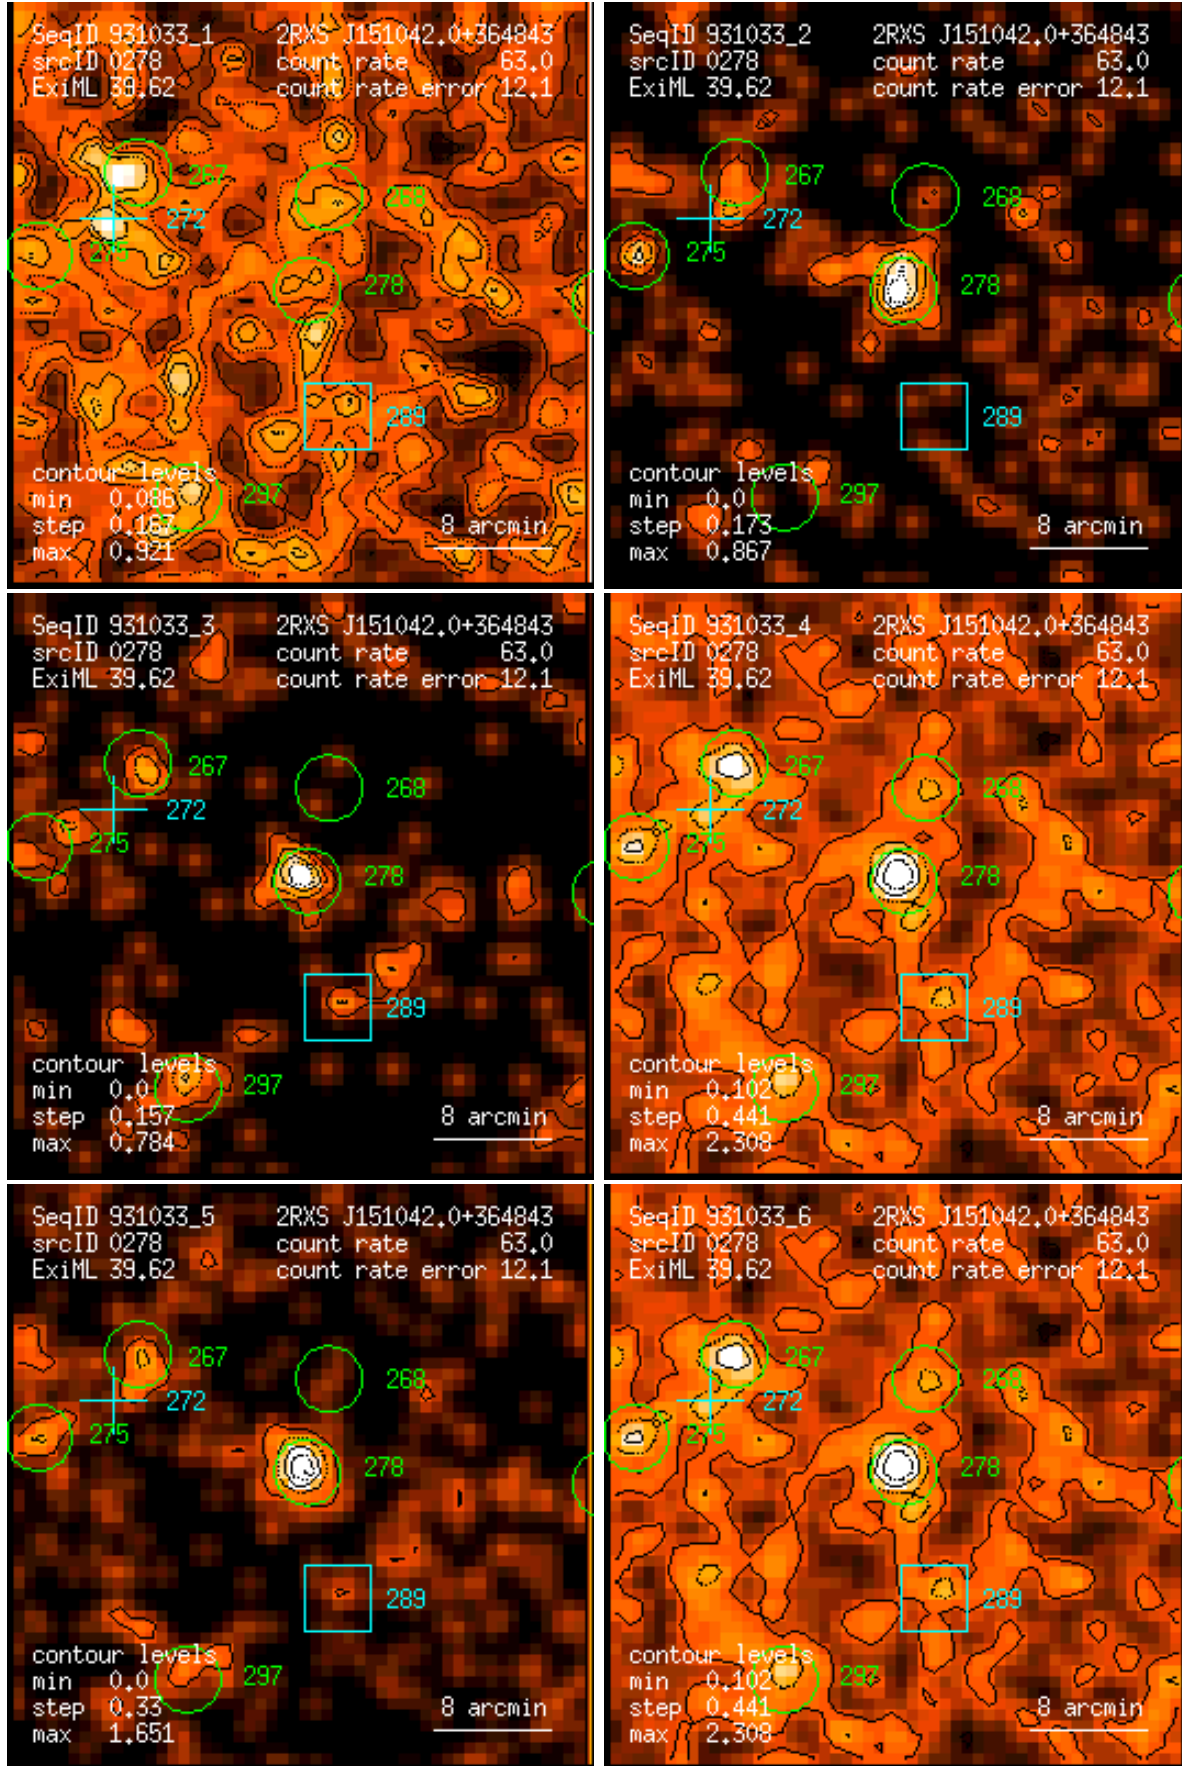 SeqID 931033_1 2RXS J151042.0+364843
srcID 0278 count rate 63.0
ExiML 39.62 count rate error 12.1
267
268
272
275
278
289
contour levels
297
min 0.086
step 0.167 8 arcmin
max 0.921
SeqID 931033_2 2RXS J151042.0+364843
srcID 0278 count rate 63.0
ExiML 39.62 count rate error 12.1
267
268
272
275
278
289
contour levels
297
min 0.0
step 0.173 8 arcmin
max 0.867
SeqID 931033_3 2RXS J151042.0+364843
srcID 0278 count rate 63.0
ExiML 39.62 count rate error 12.1
267
268
272
275
278
289
contour levels
297
min 0.0
step 0.157 8 arcmin
max 0.784
SeqID 931033_4 2RXS J151042.0+364843
srcID 0278 count rate 63.0
ExiML 39.62 count rate error 12.1
267
268
272
275
278
289
contour levels
297
min 0.102
step 0.441 8 arcmin
max 2.308
SeqID 931033_5 2RXS J151042.0+364843
srcID 0278 count rate 63.0
ExiML 39.62 count rate error 12.1
267
268
272
275
278
289
contour levels
297
min 0.0
step 0.33 8 arcmin
max 1.651
SeqID 931033_6 2RXS J151042.0+364843
srcID 0278 count rate 63.0
ExiML 39.62 count rate error 12.1
267
268
272
275
278
289
contour levels
297
min 0.102
step 0.441 8 arcmin
max 2.308